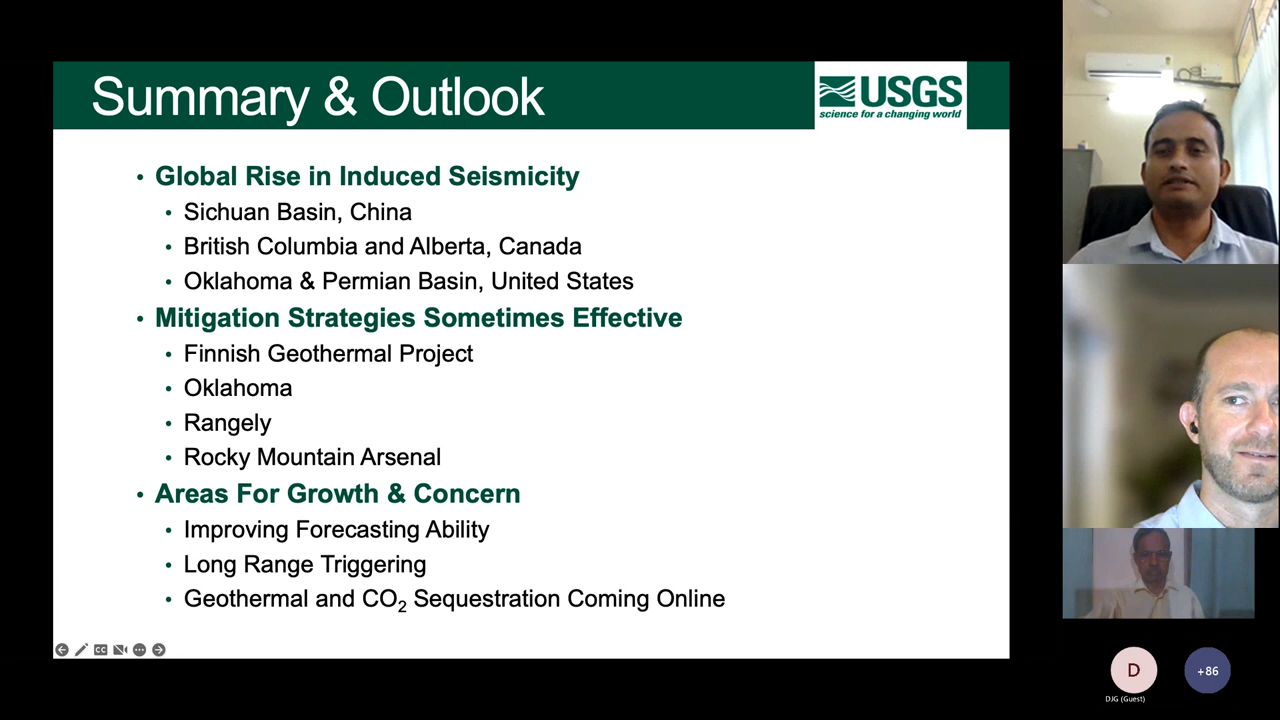 Summary & Outlook
USGS
science for a changing world
• Global Rise in Induced Seismicity
• Sichuan Basin, China
• British Columbia and Alberta, Canada
• Oklahoma & Permian Basin, United States
• Mitigation Strategies Sometimes Effective
• Finnish Geothermal Project
• Oklahoma
• Rangely
• Rocky Mountain Arsenal
• Areas For Growth & Concern
• Improving Forecasting Ability
• Long Range Triggering
• Geothermal and CO₂ Sequestration Coming Online
CC
D
+86
DJG (Guest)